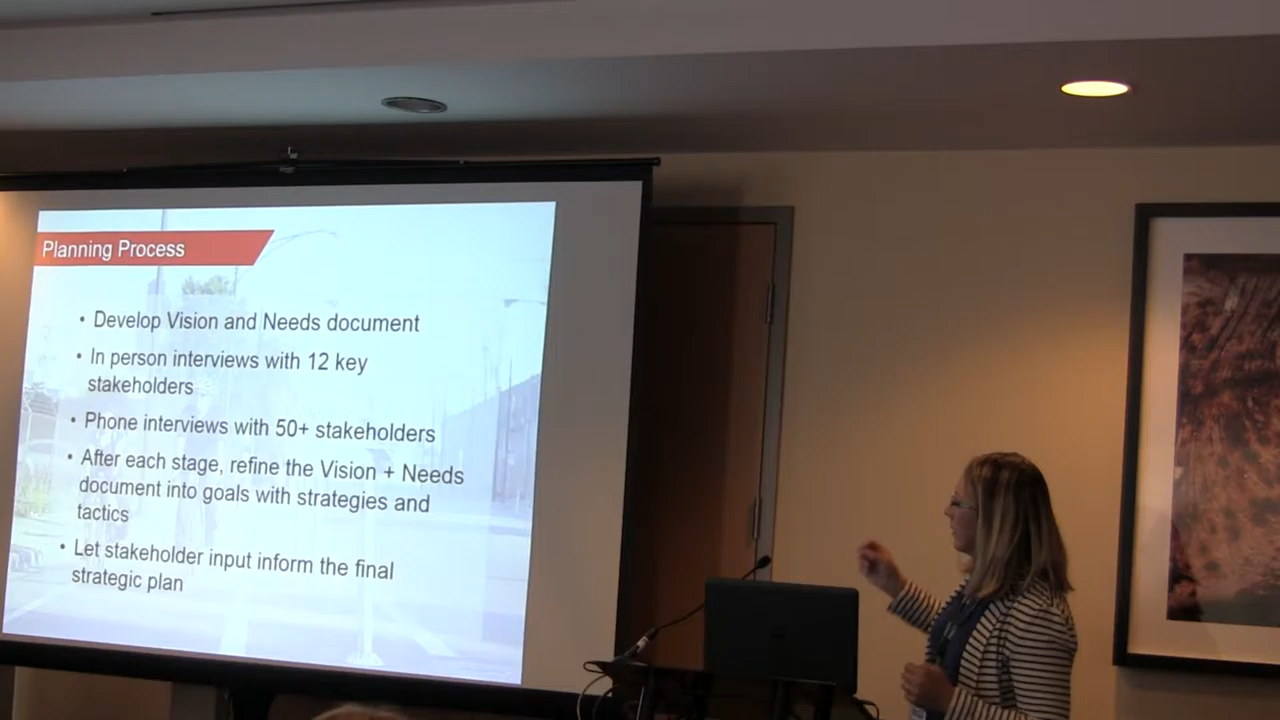 Planning Process
• Develop Vision and Needs document
• In person interviews with 12 key
stakeholders
• Phone interviews with 50+ stakeholders
• After each stage, refine the Vision + Needs
document into goals with strategies and
tactics
• Let stakeholder input inform the final
strategic plan